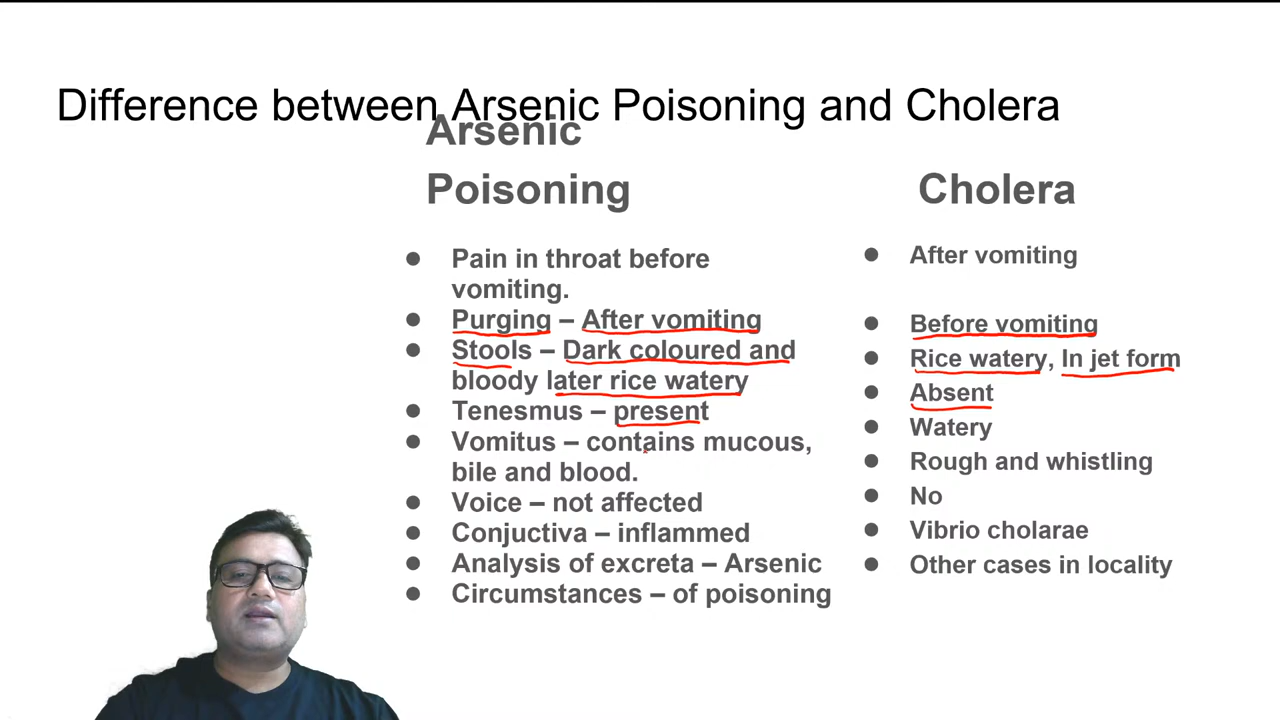 Difference between Arsenic Poisoning and Cholera
Arsenic
Poisoning
● Pain in throat before
vomiting.
● Purging – After vomiting
● Stools – Dark coloured and
bloody later rice watery
● Tenesmus – present
● Vomitus – contains mucous,
bile and blood.
● Voice – not affected
● Conjuctiva – inflammed
● Analysis of excreta – Arsenic
● Circumstances – of poisoning
Cholera
● After vomiting
● Before vomiting
● Rice watery, In jet form
● Absent
● Watery
● Rough and whistling
● No
● Vibrio cholarae
● Other cases in locality